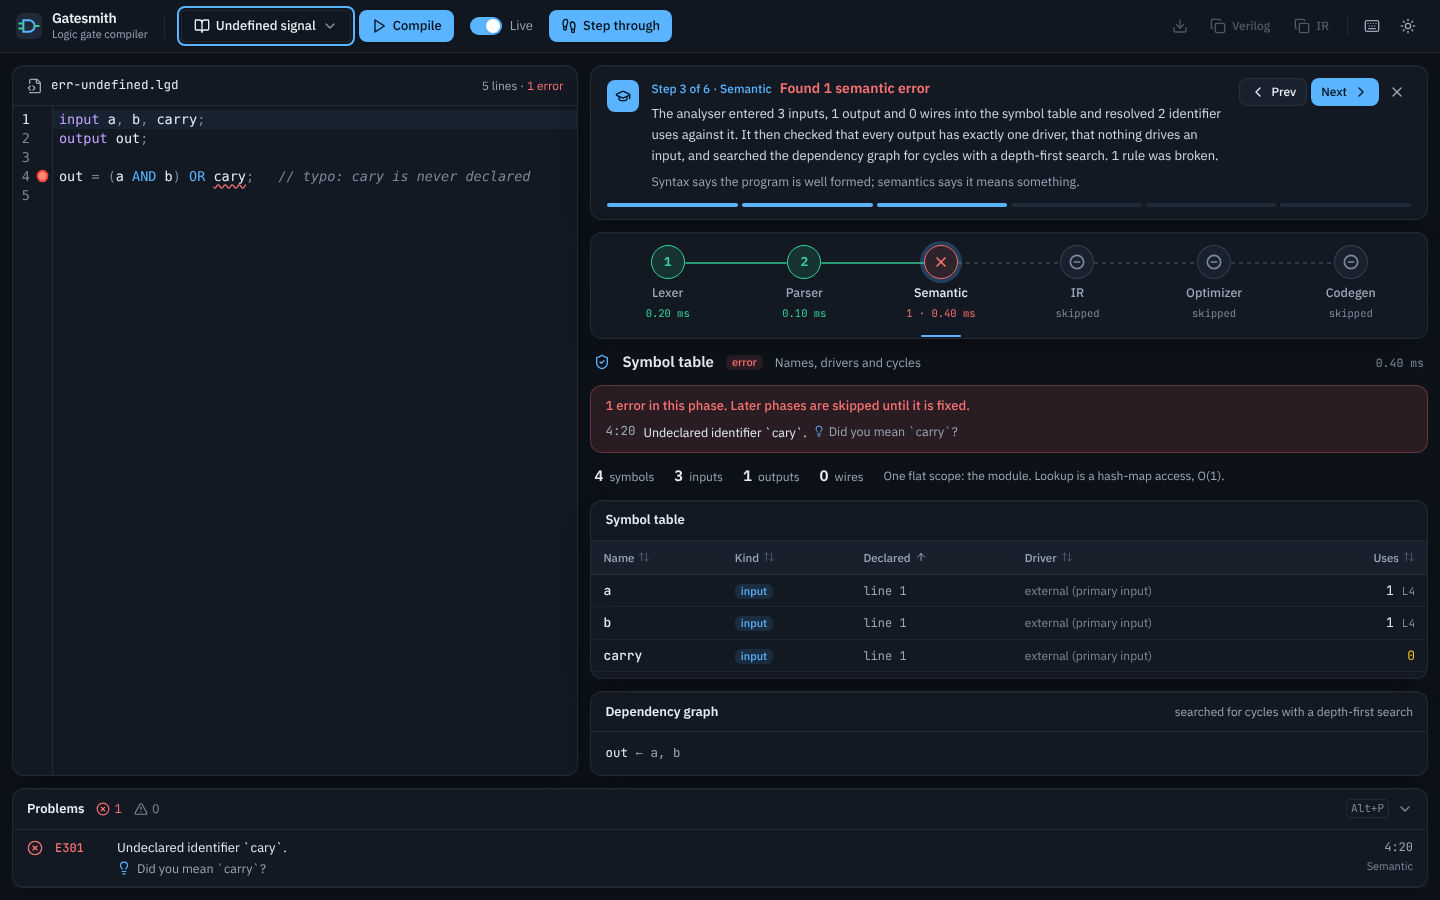 Gatesmith
Logic gate compiler
Undefined signal
Compile
Live
Step through
Verilog
IR
err-undefined.lgd
5 lines · 1 error
1 input a, b, carry;
2 output out;
3
4 out = (a AND b) OR cary;   // typo: cary is never declared
5
Step 3 of 6 · Semantic Found 1 semantic error
Prev
Next
The analyser entered 3 inputs, 1 output and 0 wires into the symbol table and resolved 2 identifier
uses against it. It then checked that every output has exactly one driver, that nothing drives an
input, and searched the dependency graph for cycles with a depth-first search. 1 rule was broken.
Syntax says the program is well formed; semantics says it means something.
1 2
Lexer Parser Semantic IR Optimizer Codegen
0.20 ms 0.10 ms 1 · 0.40 ms skipped skipped skipped
Symbol table error Names, drivers and cycles 0.40 ms
1 error in this phase. Later phases are skipped until it is fixed.
4:20 Undeclared identifier `cary`. Did you mean `carry`?
4 symbols 3 inputs 1 outputs 0 wires One flat scope: the module. Lookup is a hash-map access, O(1).
Symbol table
Name Kind Declared Driver Uses
a input line 1 external (primary input) 1 L4
b input line 1 external (primary input) 1 L4
carry input line 1 external (primary input) 0
Dependency graph searched for cycles with a depth-first search
out ← a, b
Problems 1 0 Alt+P
E301 Undeclared identifier `cary`. 4:20
Did you mean `carry`? Semantic